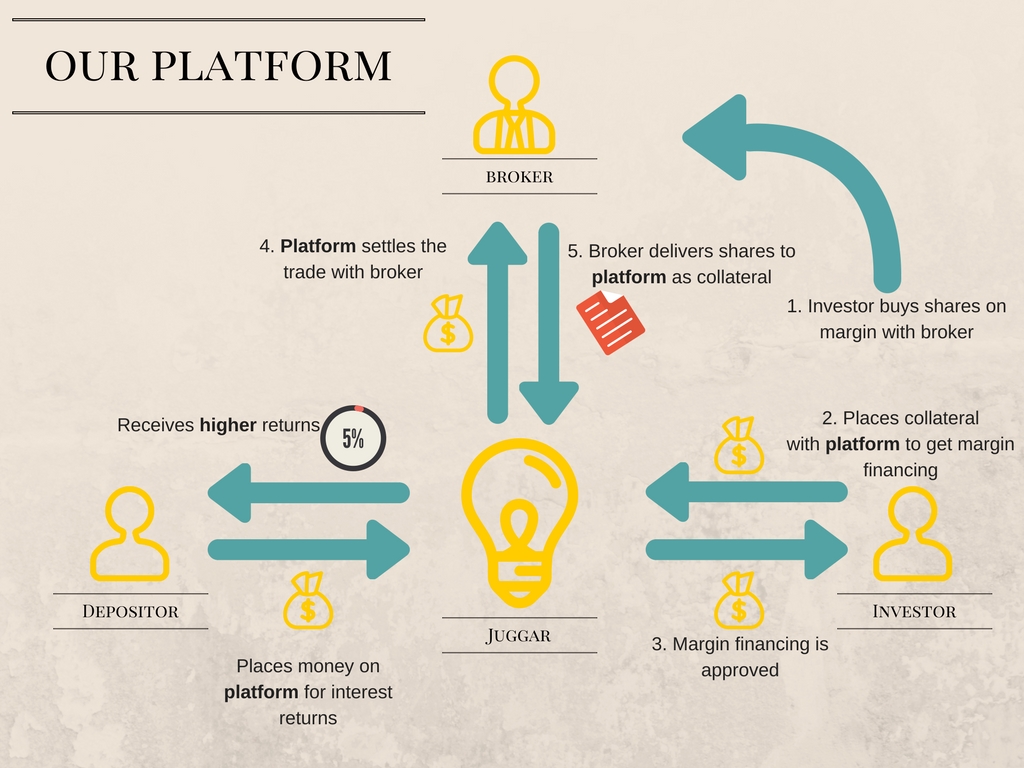 OUR PLATFORM
BROKER
4. Platform settles the
trade with broker
5. Broker delivers shares to
platform as collateral
1. Investor buys shares on
margin with broker
$
Receives higher returns
5%
2. Places collateral
with platform to get margin
financing
$
DEPOSITOR
$
Places money on
platform for interest
returns
JUGGAR
$
3. Margin financing is
approved
INVESTOR